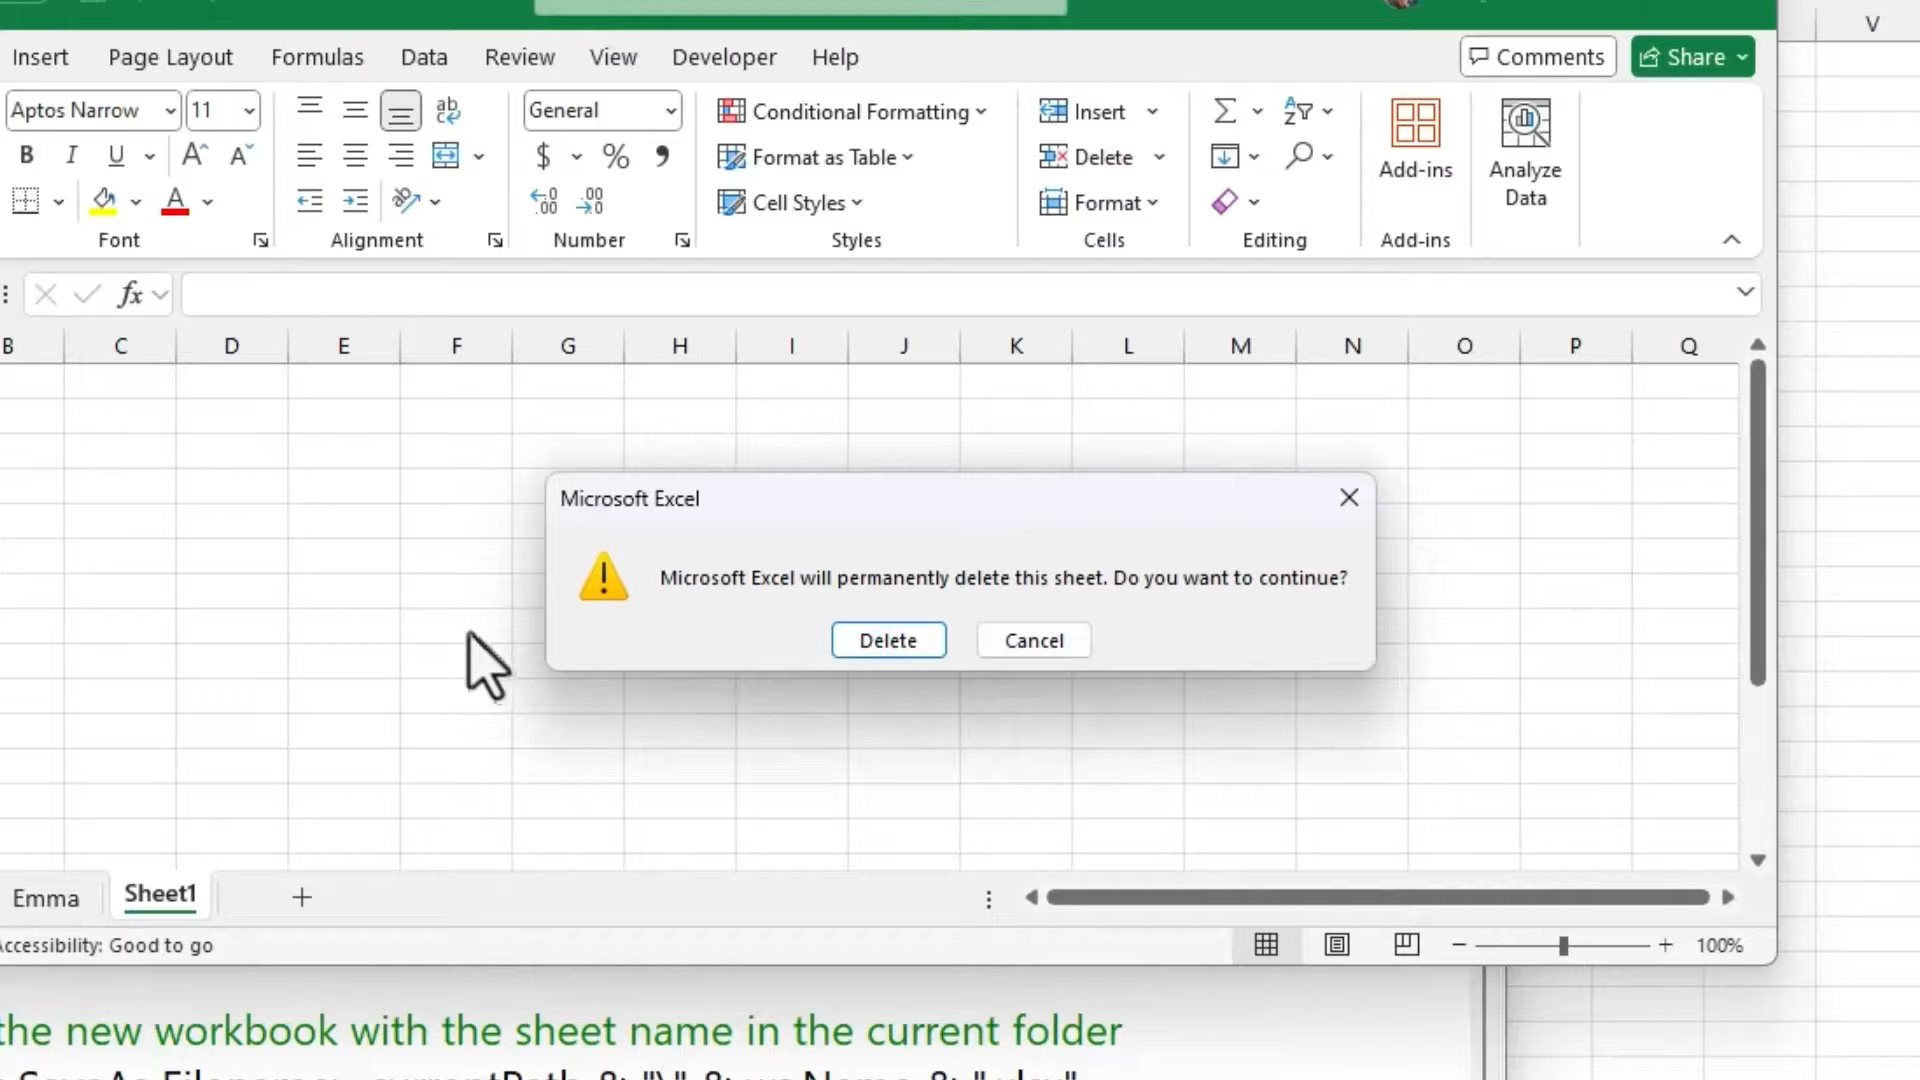 Insert Page Layout Formulas Data Review View Developer Help Comments Share
V
Aptos Narrow 11 ab General Conditional Formatting Insert Σ
B I U A A $ % , Format as Table Delete Add-ins Analyze
A Cell Styles Format Data
Font Alignment Number Styles Cells Editing Add-ins
fx
B C D E F G H I J K L M N O P Q
Microsoft Excel
Microsoft Excel will permanently delete this sheet. Do you want to continue?
Delete Cancel
Emma Sheet1 +
Accessibility: Good to go 100%
the new workbook with the sheet name in the current folder